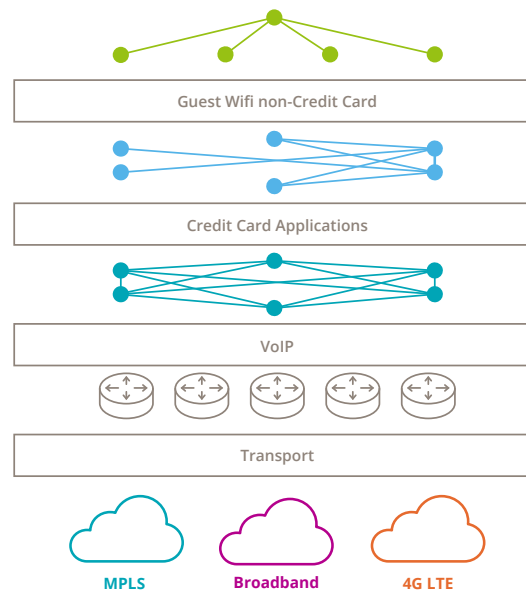 Guest Wifi non-Credit Card
Credit Card Applications
VoIP
Transport
MPLS
Broadband
4G LTE